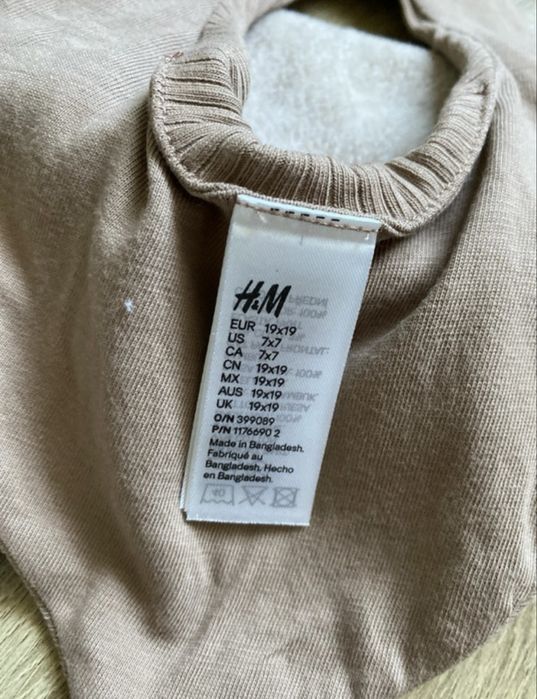 H&M
EUR 19x19
US 7x7
CA 7x7
CN 19x19
MX 19x19
AUS 19x19
UK 19x19
O/N 399089
P/N 1176690 2
Made in Bangladesh.
Fabriqué au
Bangladesh. Hecho
en Bangladesh.
40